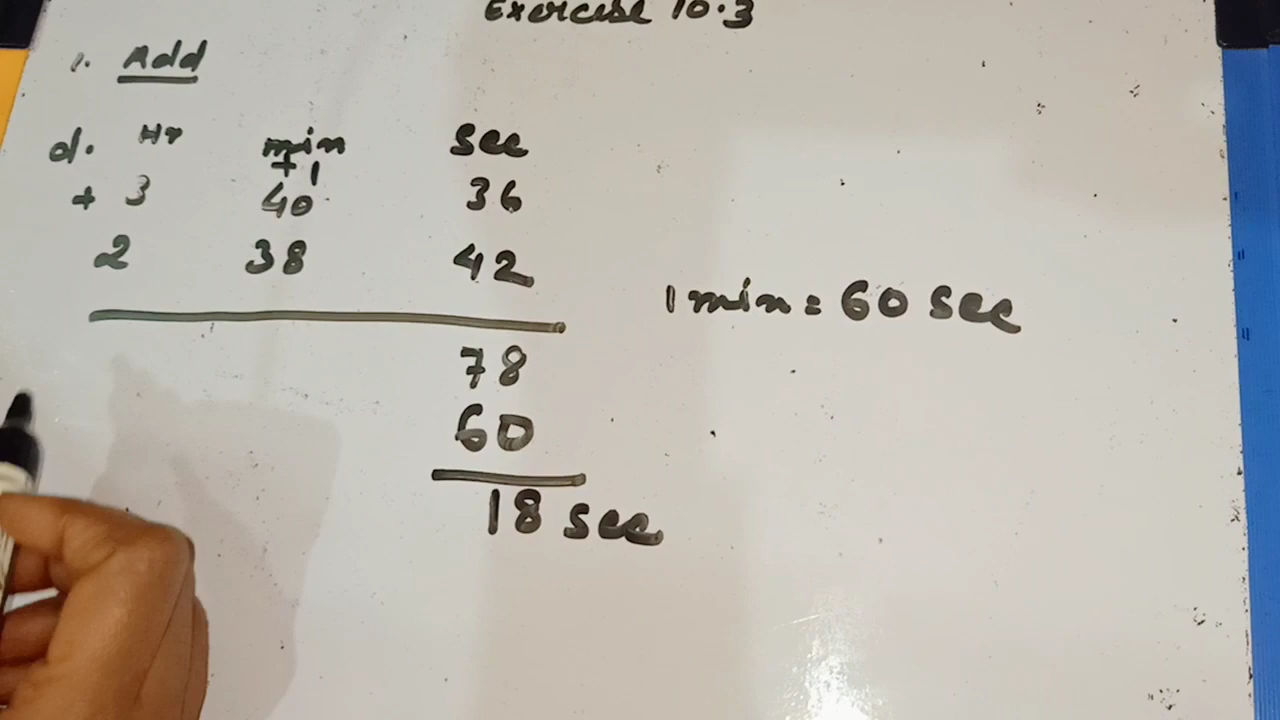 Exercise 10.3
1. Add
d. Hr min sec
+1
+ 3 40 36
2 38 42
1 min = 60 sec
78
60
18 sec